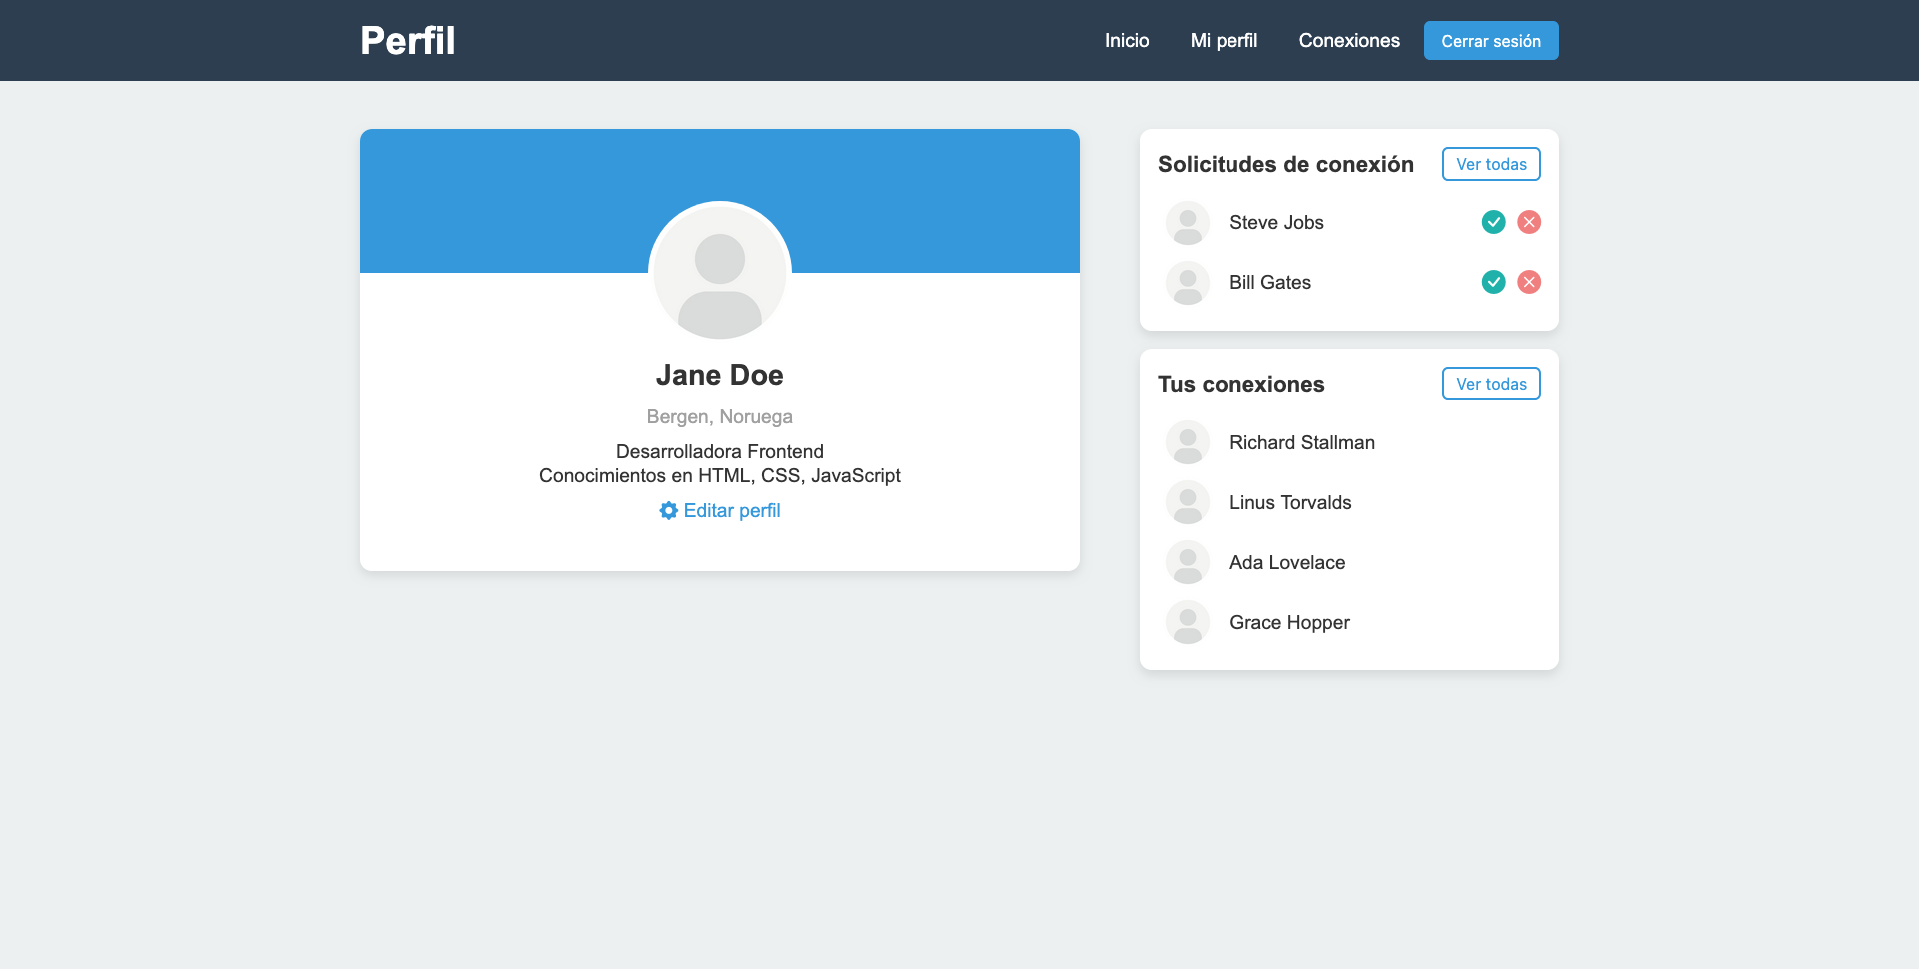 Perfil
Inicio
Mi perfil
Conexiones
Cerrar sesión
Jane Doe
Bergen, Noruega
Desarrolladora Frontend
Conocimientos en HTML, CSS, JavaScript
Editar perfil
Solicitudes de conexión
Ver todas
Steve Jobs
Bill Gates
Tus conexiones
Ver todas
Richard Stallman
Linus Torvalds
Ada Lovelace
Grace Hopper